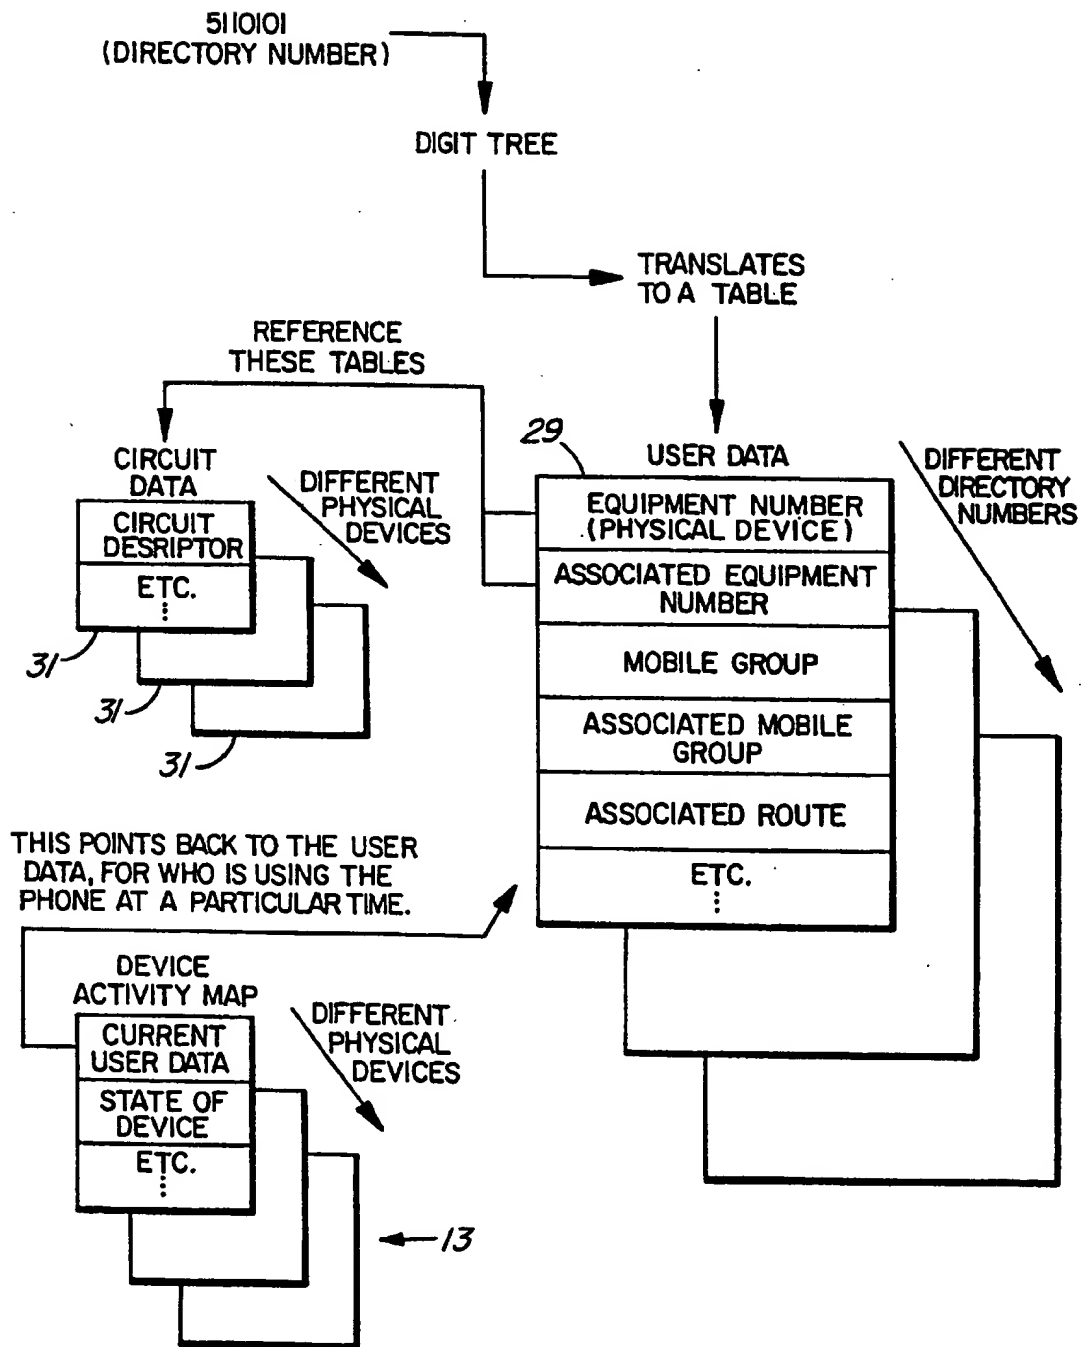 5110101
(DIRECTORY NUMBER)
DIGIT TREE
TRANSLATES
TO A TABLE
REFERENCE
THESE TABLES
29
USER DATA
DIFFERENT
DIRECTORY
NUMBERS
CIRCUIT
DATA
DIFFERENT
PHYSICAL
DEVICES
CIRCUIT
DESRIPTOR
ETC.
31
31
31
EQUIPMENT NUMBER
(PHYSICAL DEVICE)
ASSOCIATED EQUIPMENT
NUMBER
MOBILE GROUP
ASSOCIATED MOBILE
GROUP
ASSOCIATED ROUTE
ETC.
THIS POINTS BACK TO THE USER
DATA, FOR WHO IS USING THE
PHONE AT A PARTICULAR TIME.
DEVICE
ACTIVITY MAP
DIFFERENT
PHYSICAL
DEVICES
CURRENT
USER DATA
STATE OF
DEVICE
ETC.
13